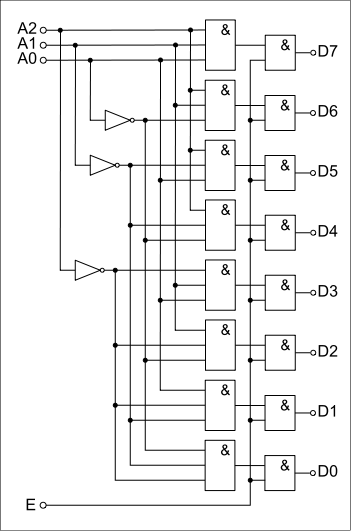 A2
A1
A0
& & D7
& & D6
& & D5
& & D4
& & D3
& & D2
& & D1
& & D0
E